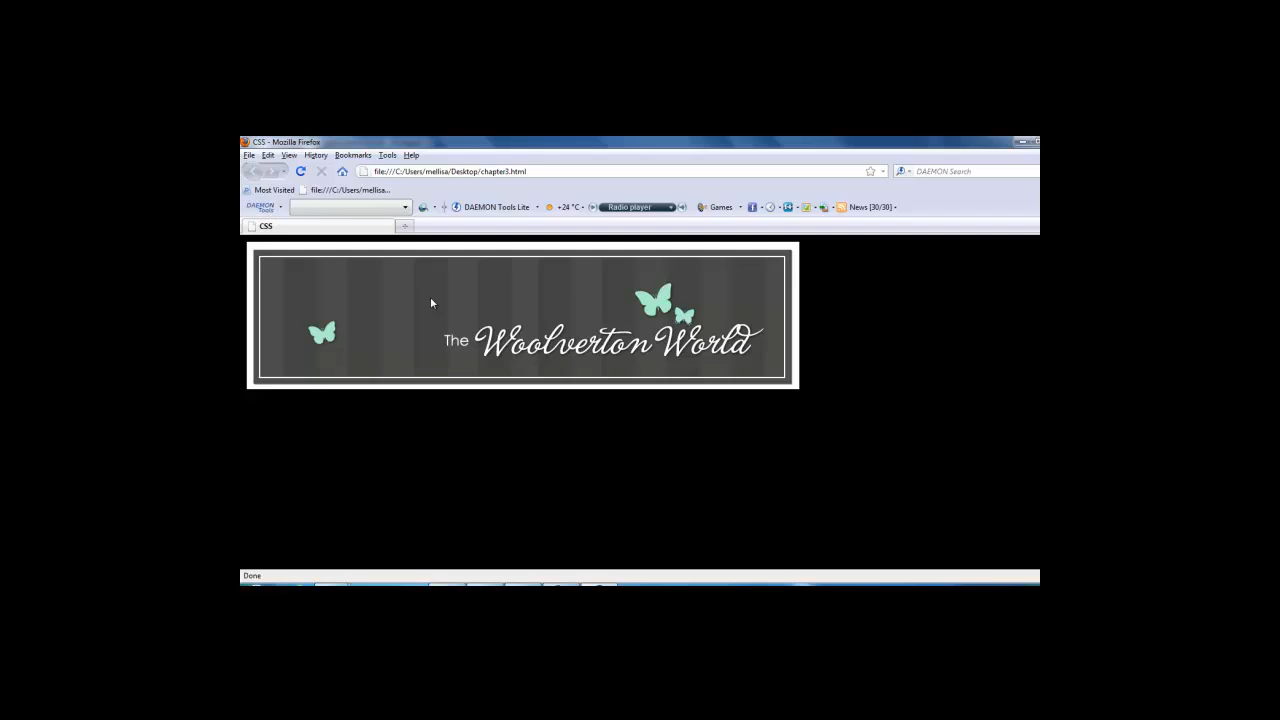 CSS - Mozilla Firefox
File Edit View History Bookmarks Tools Help
file:///C:/Users/mellisa/Desktop/chapter3.html DAEMON Search
Most Visited file:///C:/Users/mellisa...
DAEMON Tools DAEMON Tools Lite +24 °C Radio player Games News [30/30]
CSS
The Woolverton World
Done